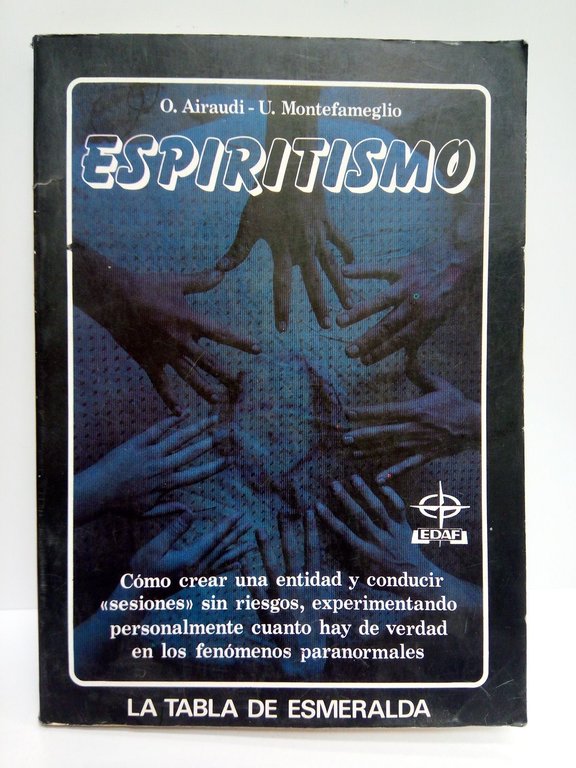 O. Airaudi - U. Montefameglio
ESPIRITISMO
EDAF
Cómo crear una entidad y conducir
«sesiones» sin riesgos, experimentando
personalmente cuanto hay de verdad
en los fenómenos paranormales
LA TABLA DE ESMERALDA